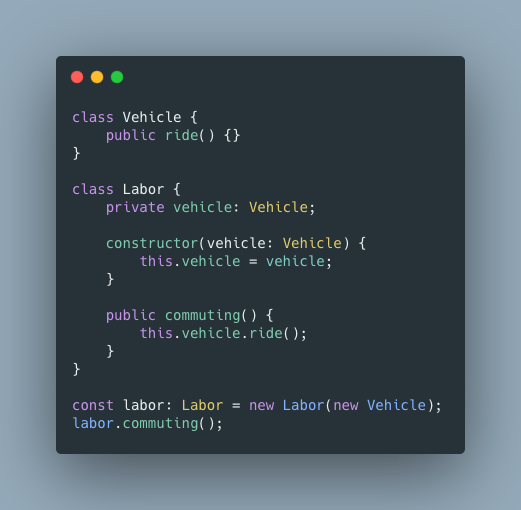 class Vehicle {
    public ride() {}
}

class Labor {
    private vehicle: Vehicle;

    constructor(vehicle: Vehicle) {
        this.vehicle = vehicle;
    }

    public commuting() {
        this.vehicle.ride();
    }
}

const labor: Labor = new Labor(new Vehicle);
labor.commuting();